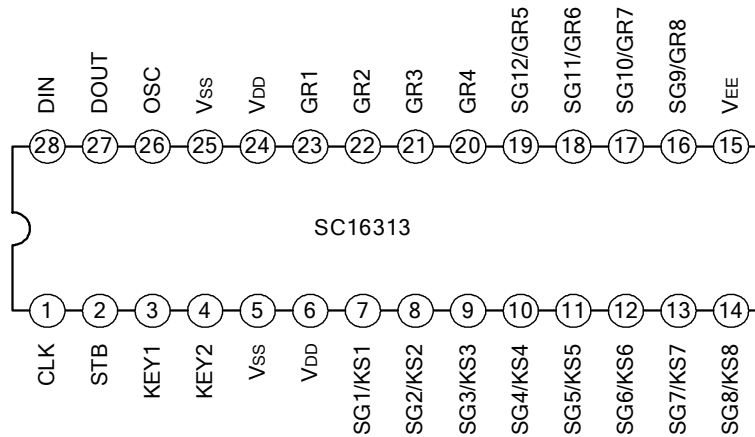 DIN DOUT OSC VSS VDD GR1 GR2 GR3 GR4 SG12/GR5 SG11/GR6 SG10/GR7 SG9/GR8 VEE
28 27 26 25 24 23 22 21 20 19 18 17 16 15
SC16313
1 2 3 4 5 6 7 8 9 10 11 12 13 14
CLK STB KEY1 KEY2 VSS VDD SG1/KS1 SG2/KS2 SG3/KS3 SG4/KS4 SG5/KS5 SG6/KS6 SG7/KS7 SG8/KS8